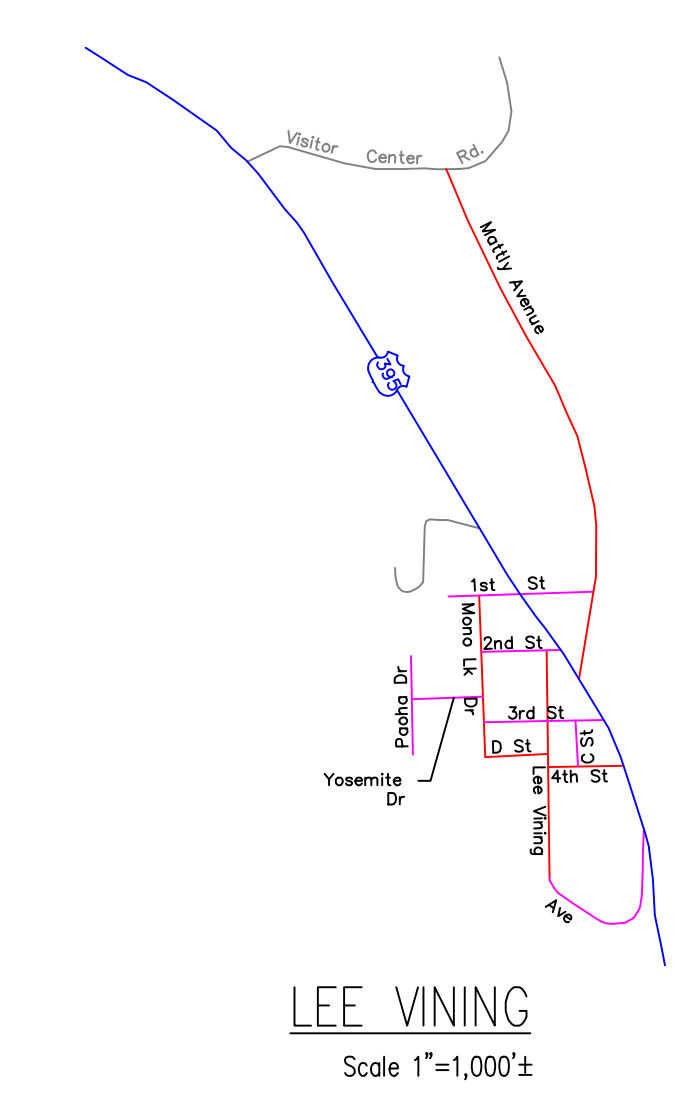 Visitor Center Rd.
Mattly Avenue
395
1st St
Mono Lk Dr
2nd St
Paoha Dr
3rd St
C St
D St
4th St
Yosemite
Dr
Lee Vining Ave
LEE VINING
Scale 1"=1,000'±